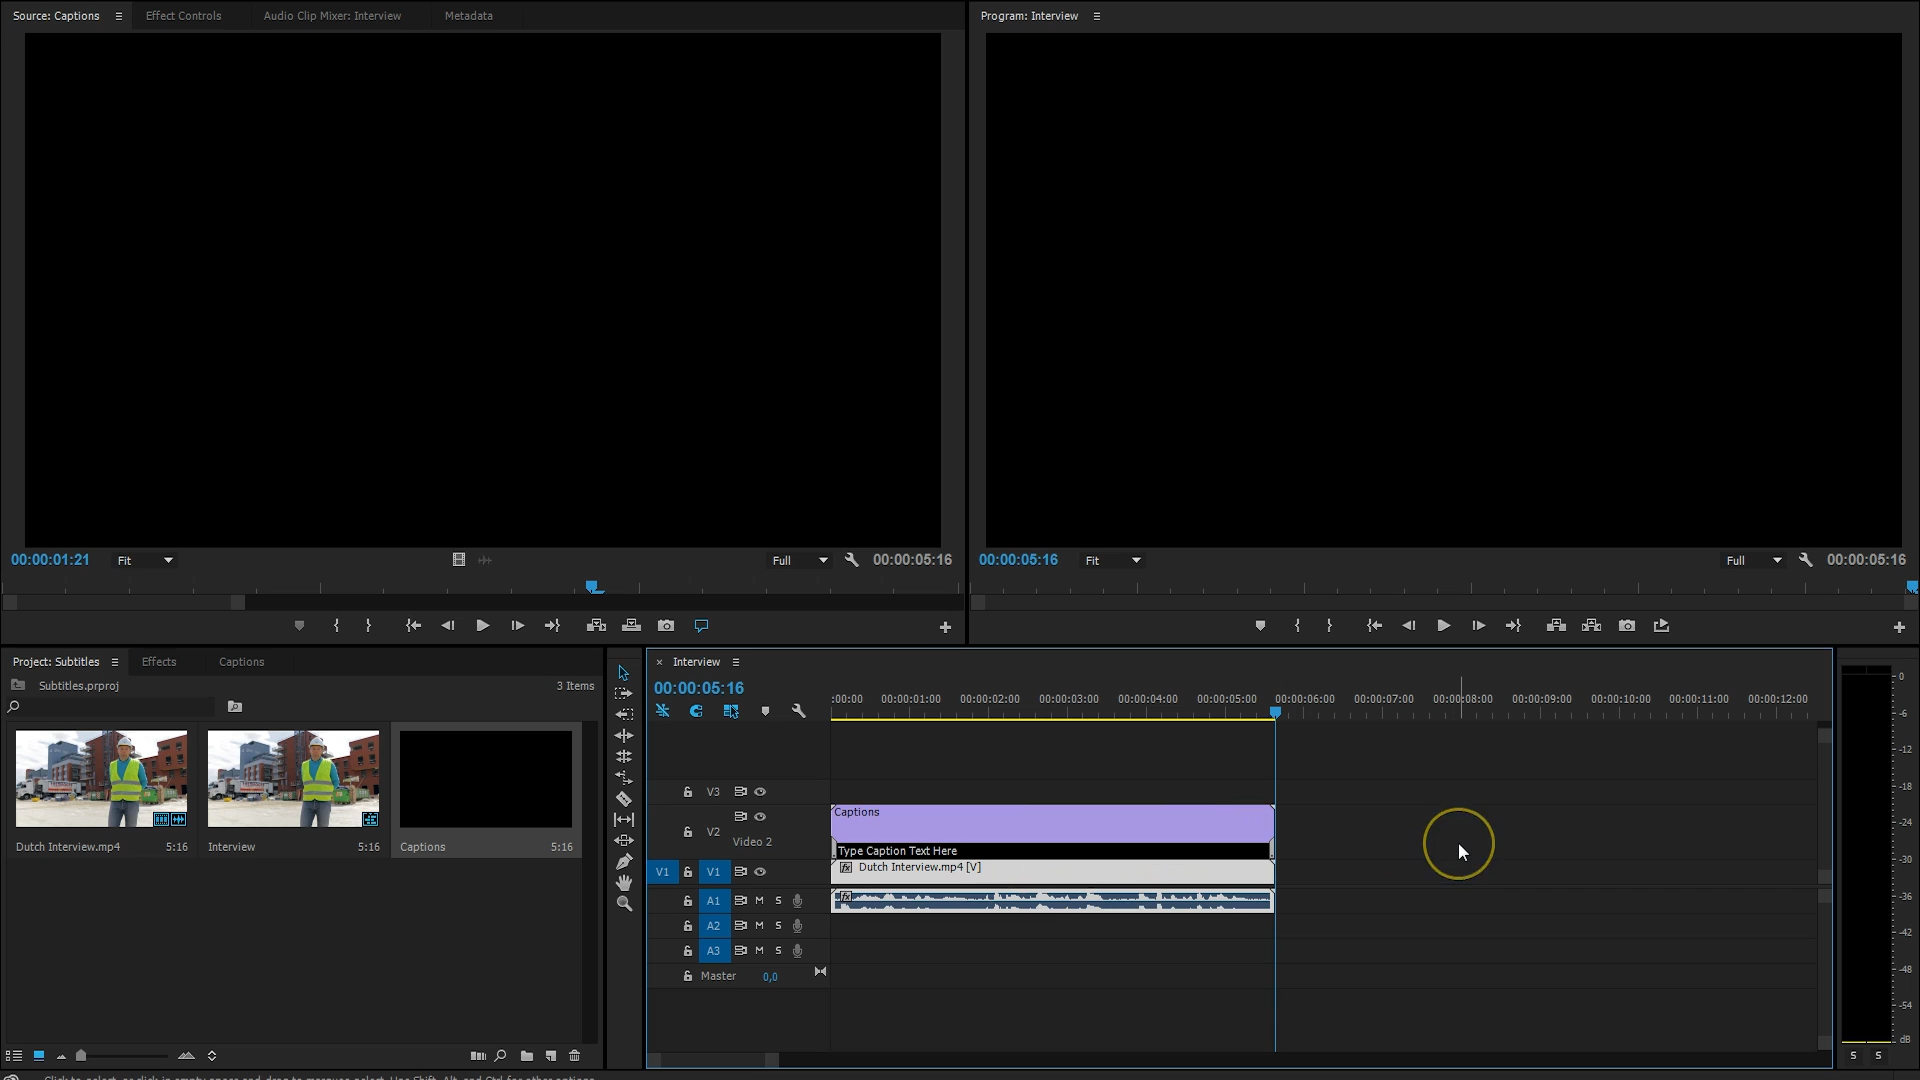 Source: Captions
Effect Controls
Audio Clip Mixer: Interview
Metadata
Program: Interview
00:00:01:21
Fit
Full
00:00:05:16
00:00:05:16
Fit
Full
00:00:05:16
Project: Subtitles
Effects
Captions
Subtitles.prproj
3 Items
Dutch Interview.mp4
5:16
Interview
5:16
Captions
5:16
× Interview
00:00:05:16
:00:00
00:00:01:00
00:00:02:00
00:00:03:00
00:00:04:00
00:00:05:00
00:00:06:00
00:00:07:00
00:00:08:00
00:00:09:00
00:00:10:00
00:00:11:00
00:00:12:00
V3
V2
Video 2
Captions
Type Caption Text Here
V1
V1
fx Dutch Interview.mp4 [V]
A1
M
S
fx
A2
M
S
A3
M
S
Master
0,0
0
-6
-12
-18
-24
-30
-36
-42
-48
-54
dB
S
S
Click to select, or click in empty space and drag to marquee select. Use Shift, Alt, and Ctrl for other options.